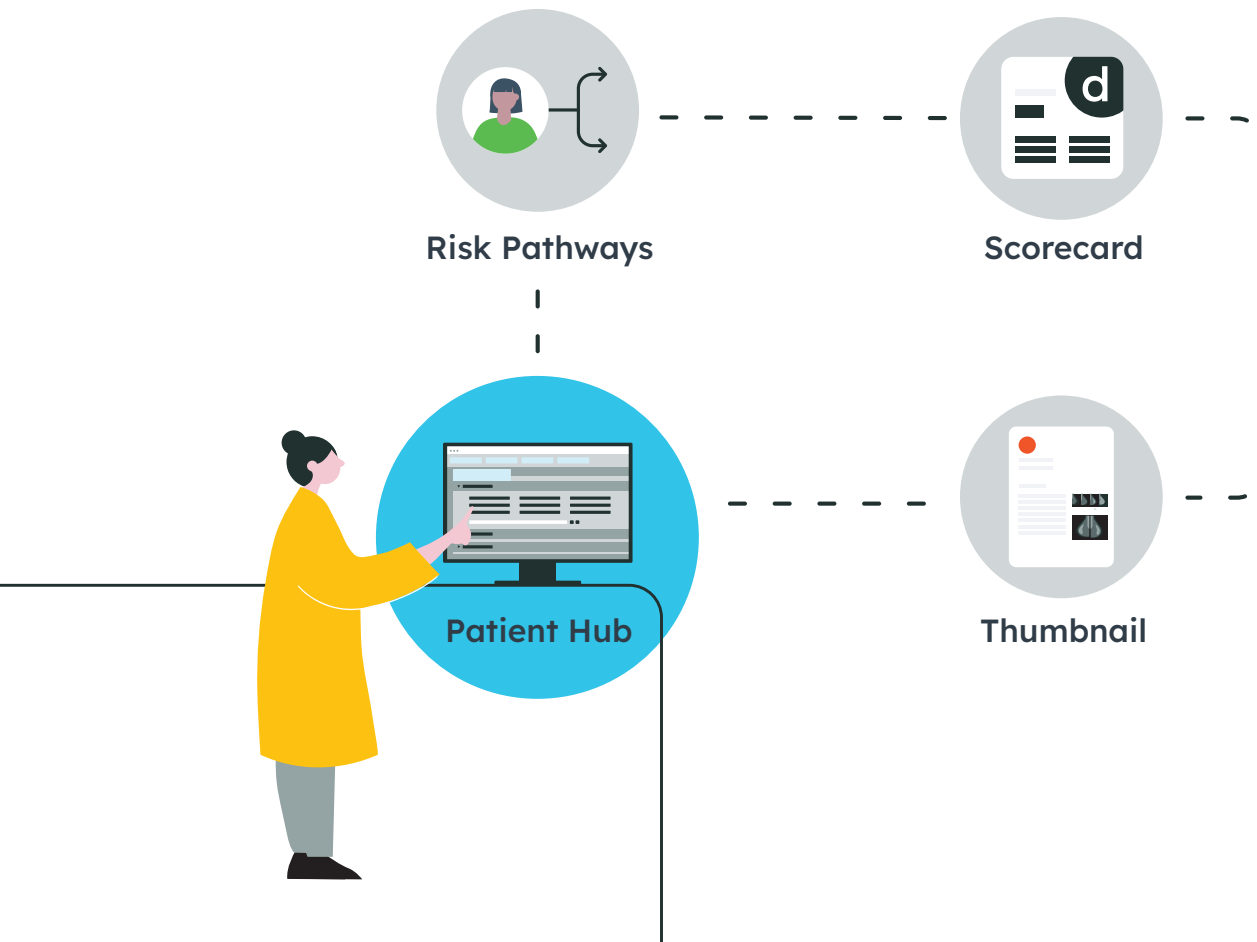 d
Risk Pathways
Scorecard
Patient Hub
Thumbnail